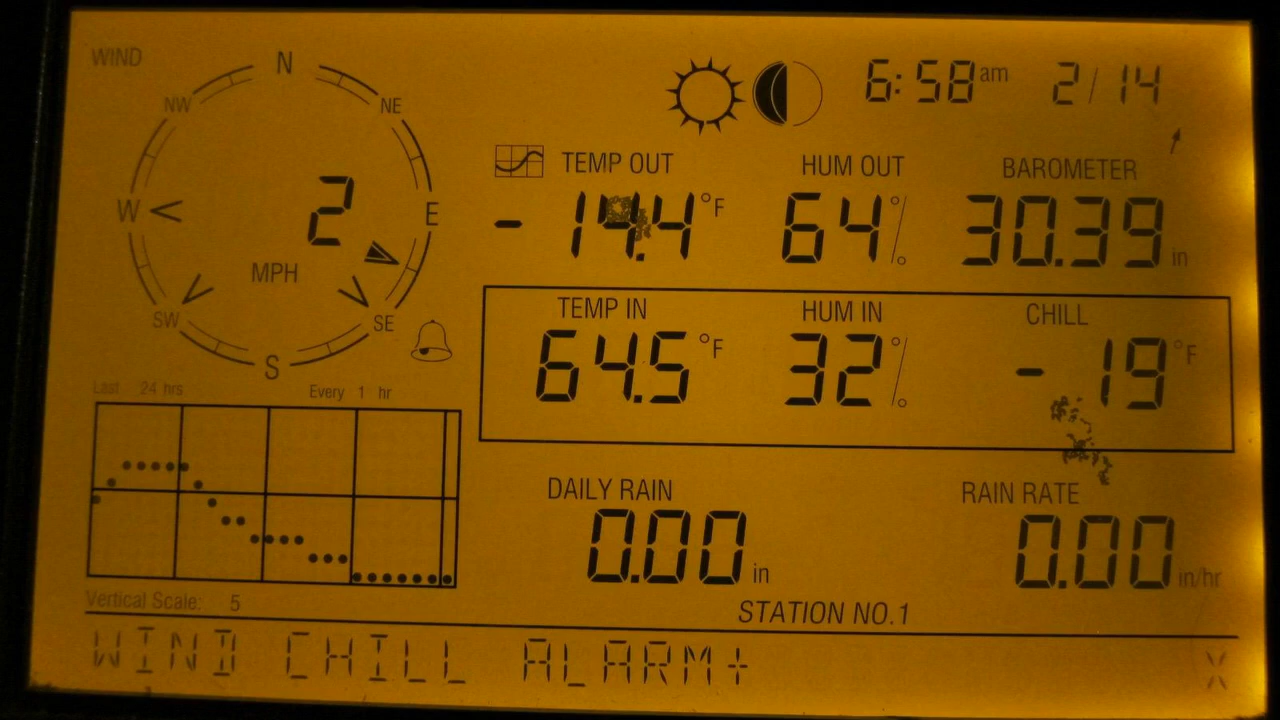 WIND
N
NW NE
W E
2
MPH
SW SE
S
6:58 am 2/14
TEMP OUT HUM OUT BAROMETER
-14.4°F 64% 30.39 in
TEMP IN HUM IN CHILL
64.5°F 32% -19°F
Last 24 hrs Every 1 hr
DAILY RAIN RAIN RATE
0.00 in 0.00 in/hr
Vertical Scale: 5
STATION NO.1
WIND CHILL ALARM+ X